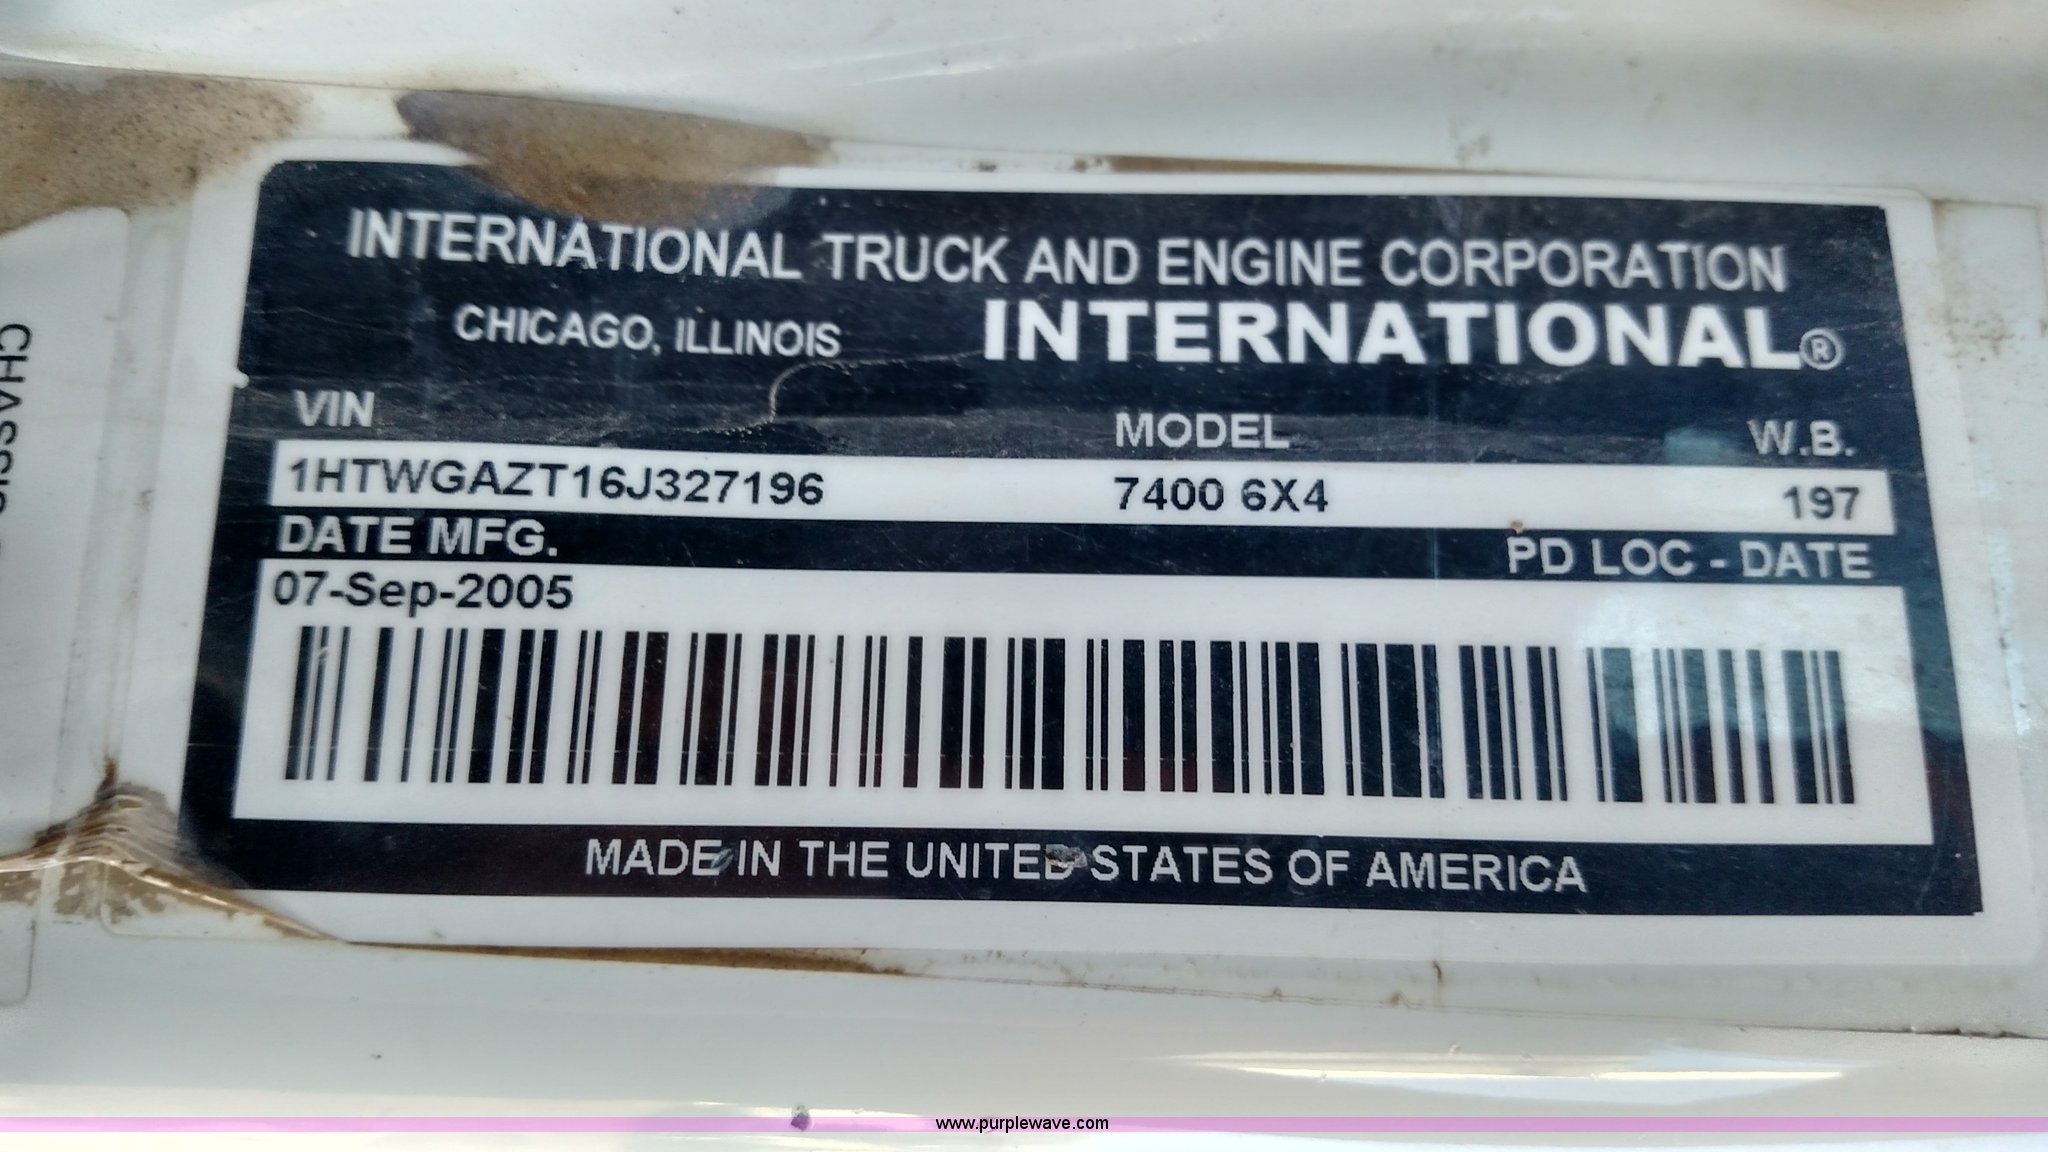 INTERNATIONAL TRUCK AND ENGINE CORPORATION
CHICAGO, ILLINOIS INTERNATIONAL®
VIN MODEL W.B.
1HTWGAZT16J327196 7400 6X4 197
DATE MFG. PD LOC - DATE
07-Sep-2005
MADE IN THE UNITED STATES OF AMERICA
CHASSIS
www.purplewave.com